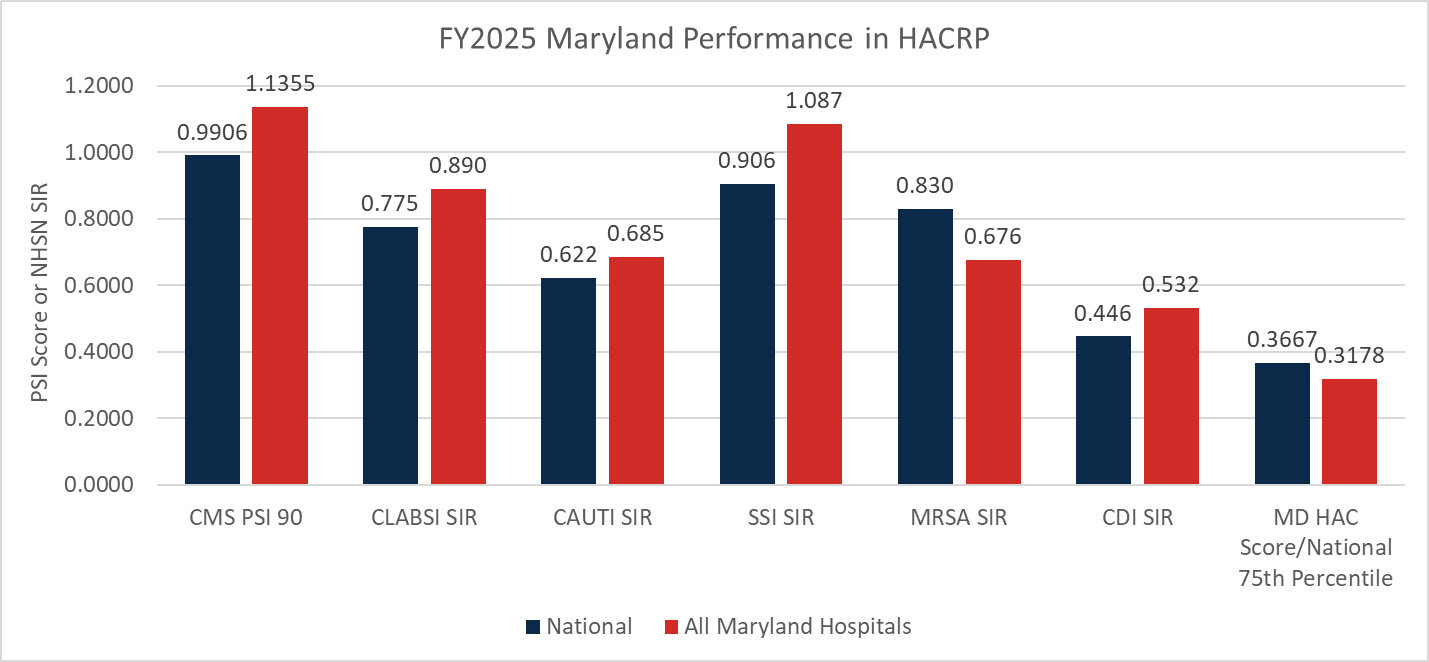 FY2025 Maryland Performance in HACRP
PSI Score or NHSN SIR
1.2000
1.0000
0.8000
0.6000
0.4000
0.2000
0.0000
0.9906
1.1355
0.775
0.890
0.622
0.685
0.906
1.087
0.830
0.676
0.446
0.532
0.3667
0.3178
CMS PSI 90
CLABSI SIR
CAUTI SIR
SSI SIR
MRSA SIR
CDI SIR
MD HAC
Score/National
75th Percentile
National
All Maryland Hospitals